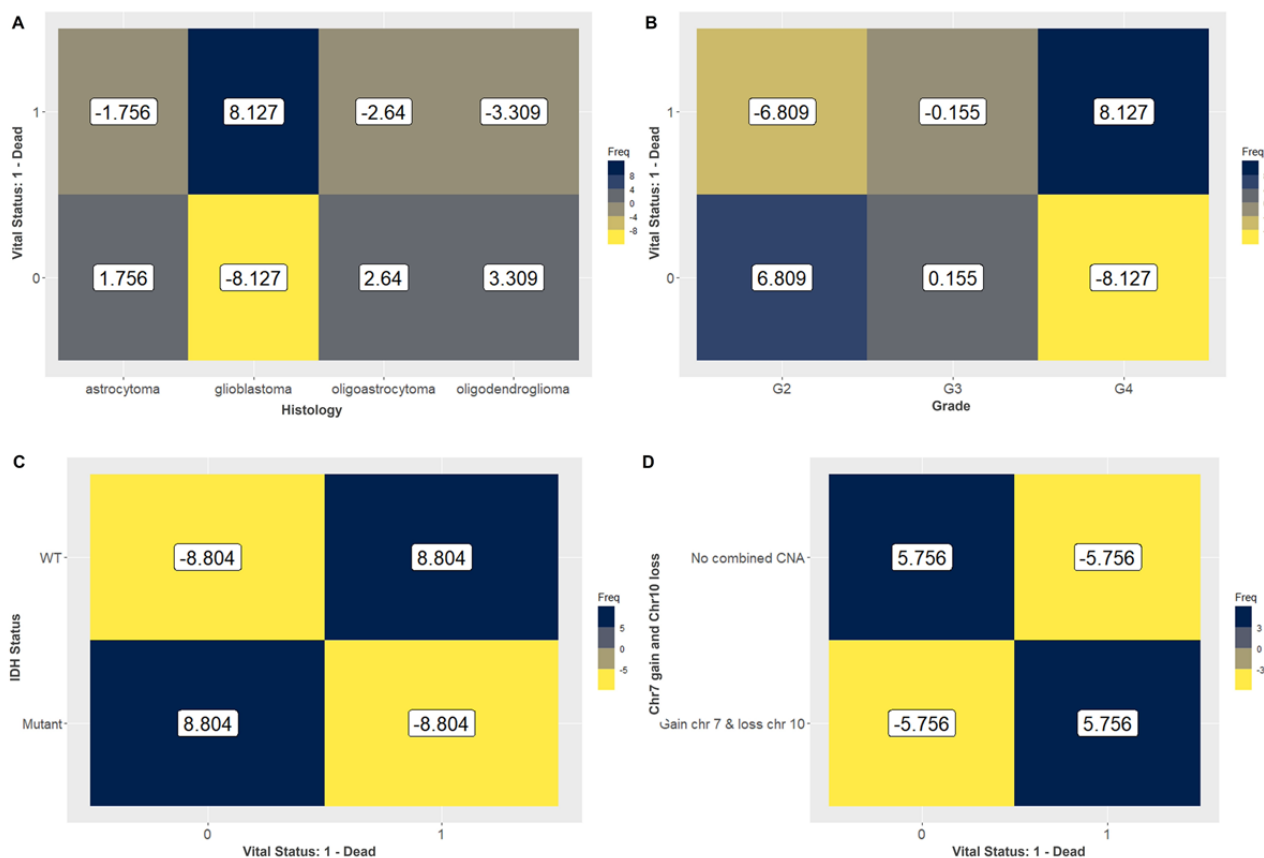 A
Vital Status: 1 - Dead
1
0
-1.756
8.127
-2.64
-3.309
1.756
-8.127
2.64
3.309
astrocytoma
glioblastoma
oligoastrocytoma
oligodendroglioma
Histology
Freq
8
4
0
-4
-8
B
Vital Status: 1 - Dead
1
0
-6.809
-0.155
8.127
6.809
0.155
-8.127
G2
G3
G4
Grade
Freq
C
IDH Status
WT
Mutant
-8.804
8.804
8.804
-8.804
0
1
Vital Status: 1 - Dead
Freq
5
0
-5
D
Chr7 gain and Chr10 loss
No combined CNA
Gain chr 7 & loss chr 10
5.756
-5.756
-5.756
5.756
0
1
Vital Status: 1 - Dead
Freq
3
0
-3